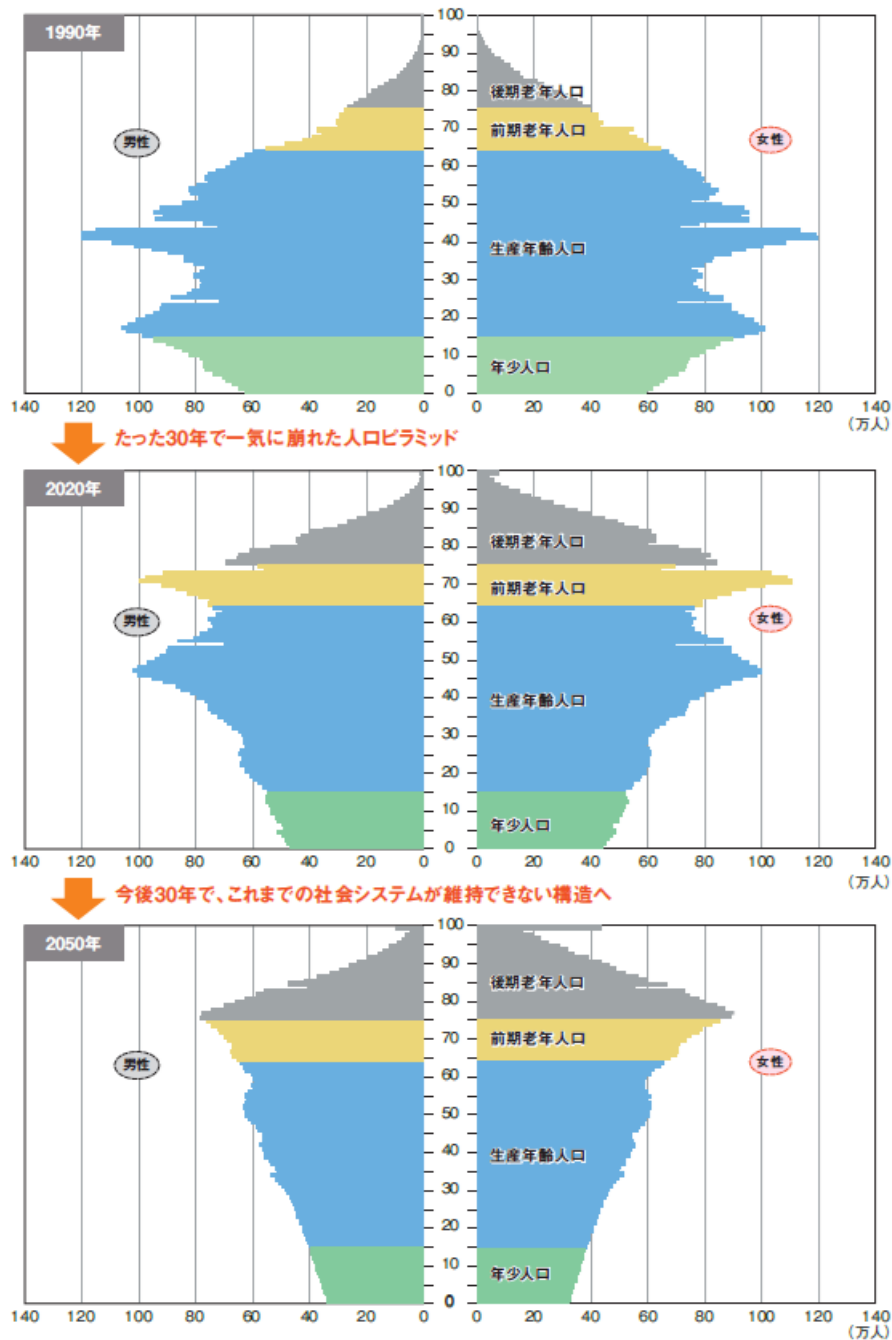 1990年
男性
女性
後期老年人口
前期老年人口
生産年齢人口
年少人口
100
90
80
70
60
50
40
30
20
10
0
140 120 100 80 60 40 20 0
0 20 40 60 80 100 120 140
(万人)
たった30年で一気に崩れた人口ピラミッド
2020年
男性
女性
後期老年人口
前期老年人口
生産年齢人口
年少人口
100
90
80
70
60
50
40
30
20
10
0
140 120 100 80 60 40 20 0
0 20 40 60 80 100 120 140
(万人)
今後30年で、これまでの社会システムが維持できない構造へ
2050年
男性
女性
後期老年人口
前期老年人口
生産年齢人口
年少人口
100
90
80
70
60
50
40
30
20
10
0
140 120 100 80 60 40 20 0
0 20 40 60 80 100 120 140
(万人)